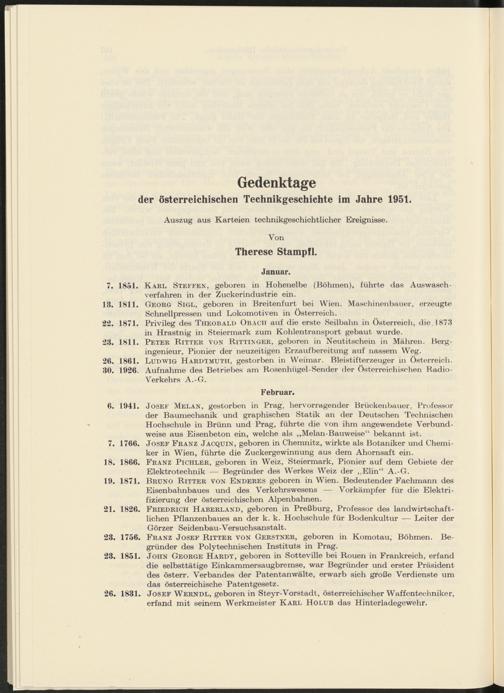 Gedenktage
der österreichischen Technikgeschichte im Jahre 1951.
Auszug aus Karteien technikgeschichtlicher Ereignisse.
Von
Therese Stampfl.
Januar.
7. 1851. Karl Steffen, geboren in Hohenelbe (Böhmen), führte das Auswasch-
verfahren in der Zuckerindustrie ein.
13. 1811. Georg Sigl, geboren in Breitenfurt bei Wien. Maschinenbauer, erzeugte
Schnellpressen und Lokomotiven in Österreich.
22. 1871. Privileg des Theobald Obach auf die erste Seilbahn in Österreich, die 1873
in Hrastnig in Steiermark zum Kohlentransport gebaut wurde.
23. 1811. Peter Ritter von Rittinger, geboren in Neutitschein in Mähren. Berg-
ingenieur, Pionier der neuzeitigen Erzaufbereitung auf nassem Weg.
26. 1861. Ludwig Hardtmuth, gestorben in Weimar. Bleistifterzeuger in Österreich.
30. 1926. Aufnahme des Betriebes am Rosenhügel-Sender der Österreichischen Radio-
Verkehrs A.-G.
Februar.
6. 1941. Josef Melan, gestorben in Prag, hervorragender Brückenbauer, Professor
der Baumechanik und graphischen Statik an der Deutschen Technischen
Hochschule in Brünn und Prag, führte die von ihm angewendete Verbund-
weise aus Eisenbeton ein, welche als „Melan-Bauweise" bekannt ist.
7. 1766. Josef Franz Jacquin, geboren in Chemnitz, wirkte als Botaniker und Chemi-
ker in Wien, führte die Zuckergewinnung aus dem Ahornsaft ein.
18. 1866. Franz Pichler, geboren in Weiz, Steiermark, Pionier auf dem Gebiete der
Elektrotechnik — Begründer des Werkes Weiz der „Elin" A.-G.
19. 1871. Bruno Ritter von Enderes geboren in Wien. Bedeutender Fachmann des
Eisenbahnbaues und des Verkehrswesens — Vorkämpfer für die Elektri-
fizierung der österreichischen Alpenbahnen.
21. 1826. Friedrich Haberland, geboren in Preßburg, Professor des landwirtschaft-
lichen Pflanzenbaues an der k. k. Hochschule für Bodenkultur — Leiter der
Görzer Seidenbau-Versuchsanstalt.
23. 1756. Franz Josef Ritter von Gerstner, geboren in Komotau, Böhmen. Be-
gründer des Polytechnischen Instituts in Prag.
23. 1851. John George Hardt, geboren in Sotteville bei Rouen in Frankreich, erfand
die selbsttätige Einkammersaugbremse, war Begründer und erster Präsident
des österr. Verbandes der Patentanwälte, erwarb sich große Verdienste um
das österreichische Patentgesetz.
26. 1831. Josef Werndl, geboren in Steyr-Vorstadt, österreichischer Waffentechniker,
erfand mit seinem Werkmeister Karl Holub das Hinterladegewehr.